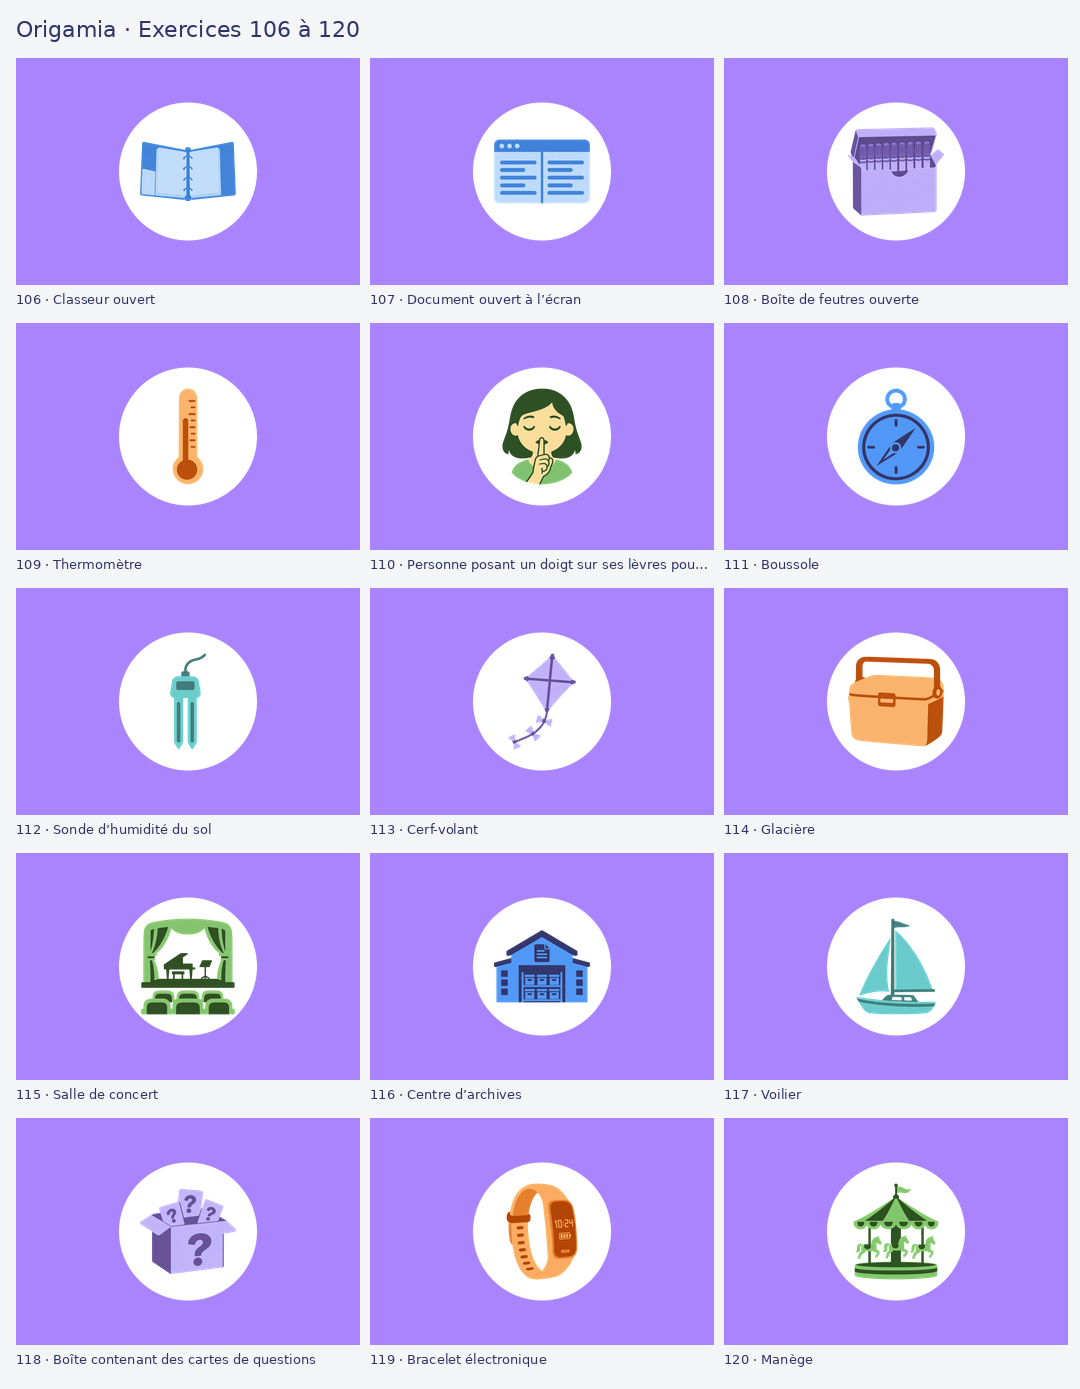 Origamia · Exercices 106 à 120
106 · Classeur ouvert
107 · Document ouvert à l’écran
108 · Boîte de feutres ouverte
109 · Thermomètre
110 · Personne posant un doigt sur ses lèvres pou…
111 · Boussole
112 · Sonde d’humidité du sol
113 · Cerf-volant
114 · Glacière
115 · Salle de concert
116 · Centre d’archives
117 · Voilier
?
?
?
?
10:24
118 · Boîte contenant des cartes de questions
119 · Bracelet électronique
120 · Manège